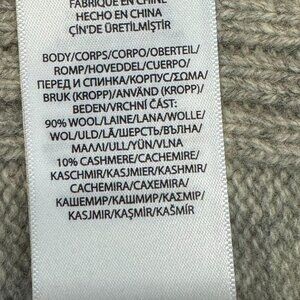 FABRIQUÉ EN CHINE
HECHO EN CHINA
ÇİN'DE ÜRETİLMİŞTİR
BODY/CORPS/CORPO/OBERTEIL/
ROMP/HOVEDDEL/CUERPO/
ПЕРЕД И СПИНКА/КОРПУС/ΣΩΜΑ/
BRUK (KROPP)/ANVÄND (KROPP)/
BEDEN/VRCHNÍ ČÁST:
90% WOOL/LAINE/LANA/WOLLE/
WOL/ULD/LÃ/ШЕРСТЬ/ВЪЛНА/
ΜΑΛΛΙ/ULL/YÜN/VLNA
10% CASHMERE/CACHEMIRE/
KASCHMIR/KASJMIER/KASHMIR/
CACHEMIRA/CAXEMIRA/
КАШЕМИР/КАШМИР/ΚΑΣΜΙΡ/
KASJMIR/KAŞMİR/KAŠMÍR